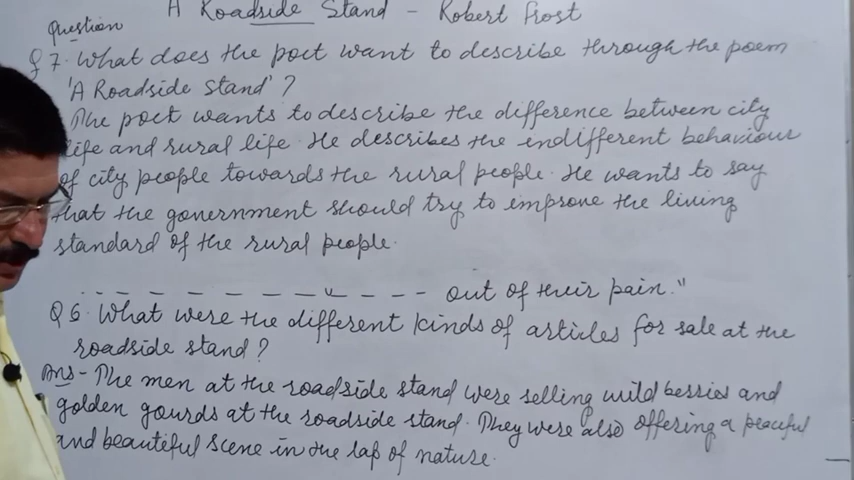 A Roadside Stand - Robert Frost
Question
Q 7. What does the poet want to describe through the poem
'A Roadside Stand'?
The poet wants to describe the difference between city
life and rural life. He describes the indifferent behaviour
of city people towards the rural people. He wants to say
that the government should try to improve the living
standard of the rural people.
out of their pain."
Q 6. What were the different kinds of articles for sale at the
roadside stand?
Ans - The men at the roadside stand were selling wild berries and
golden gourds at the roadside stand. They were also offering a peaceful
and beautiful scene in the lap of nature.